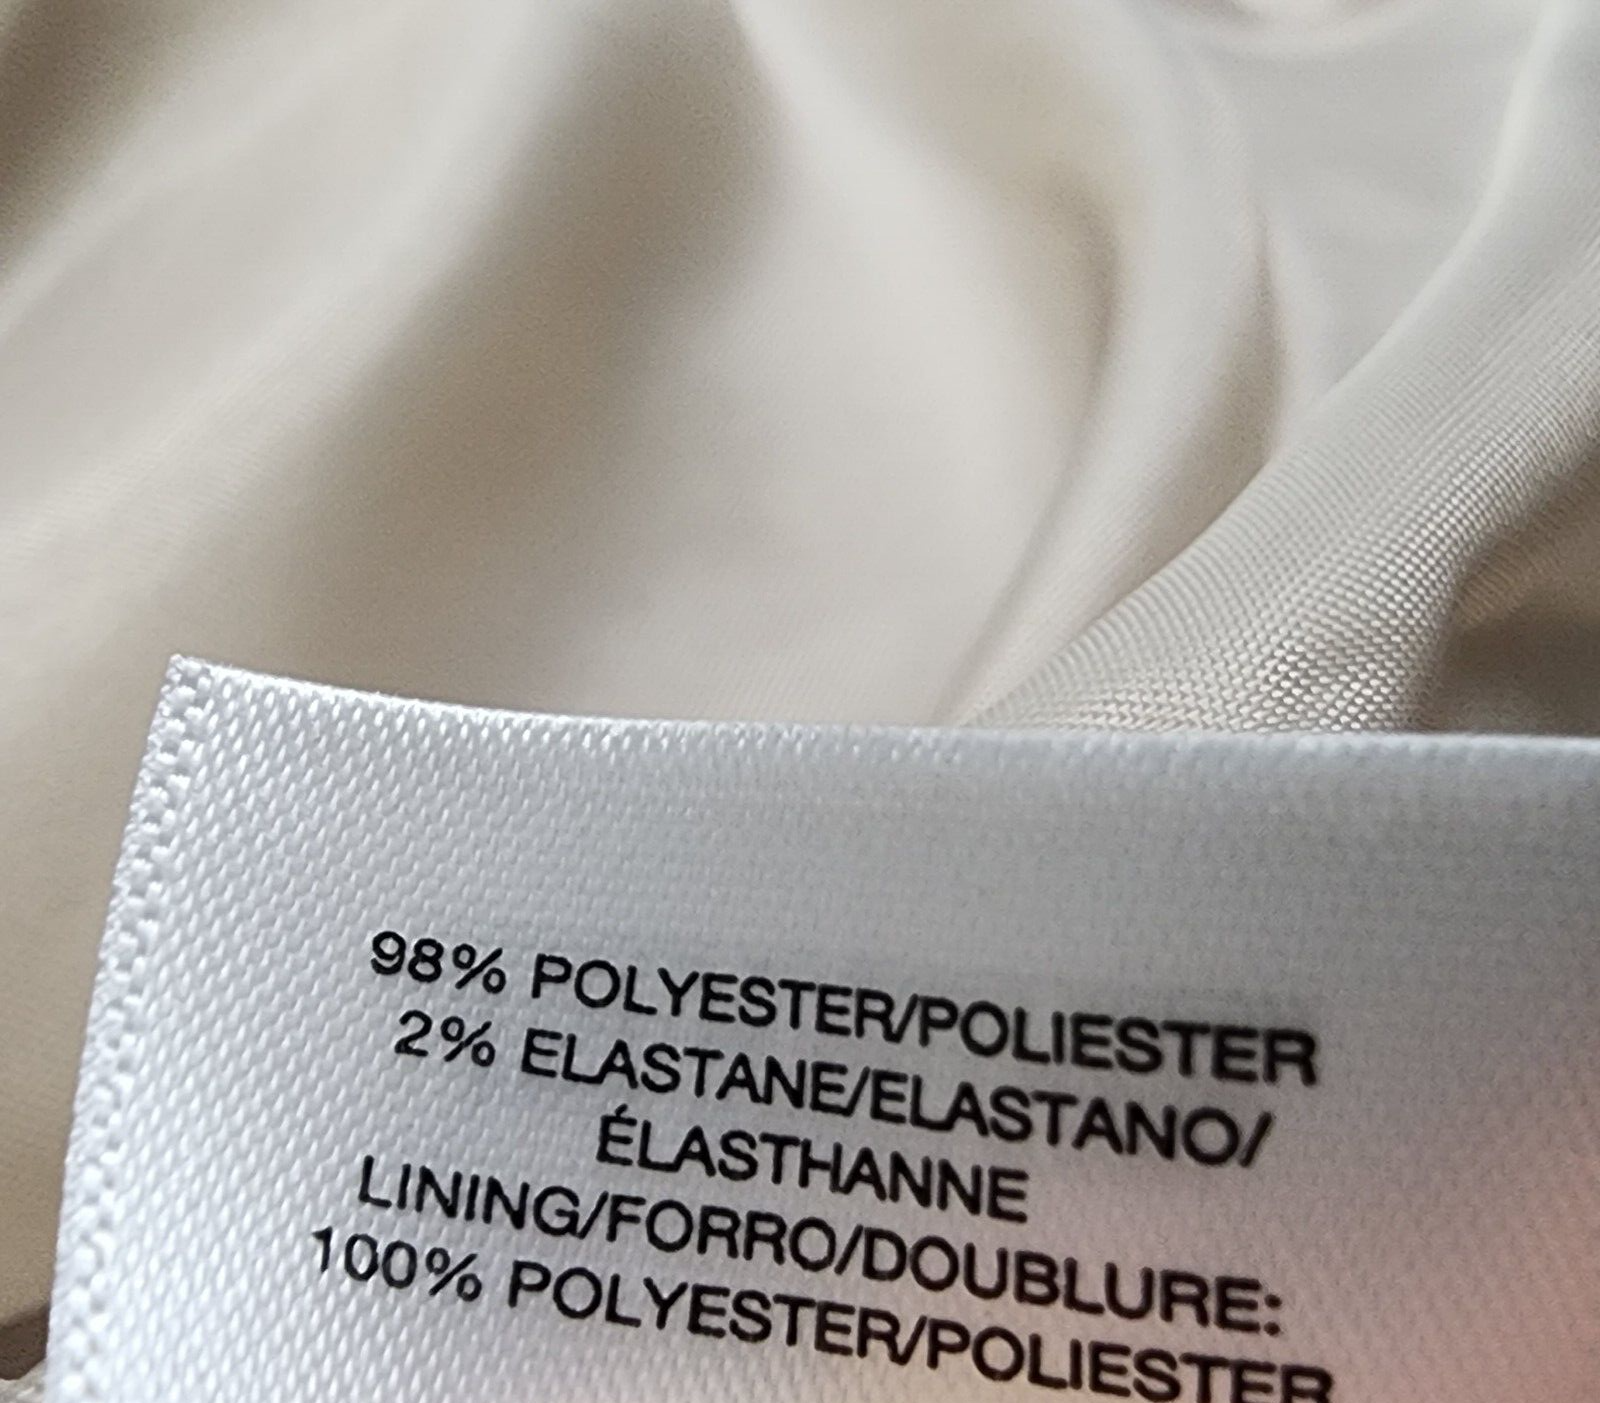 98% POLYESTER/POLIESTER
2% ELASTANE/ELASTANO/
ÉLASTHANNE
LINING/FORRO/DOUBLURE:
100% POLYESTER/POLIESTER